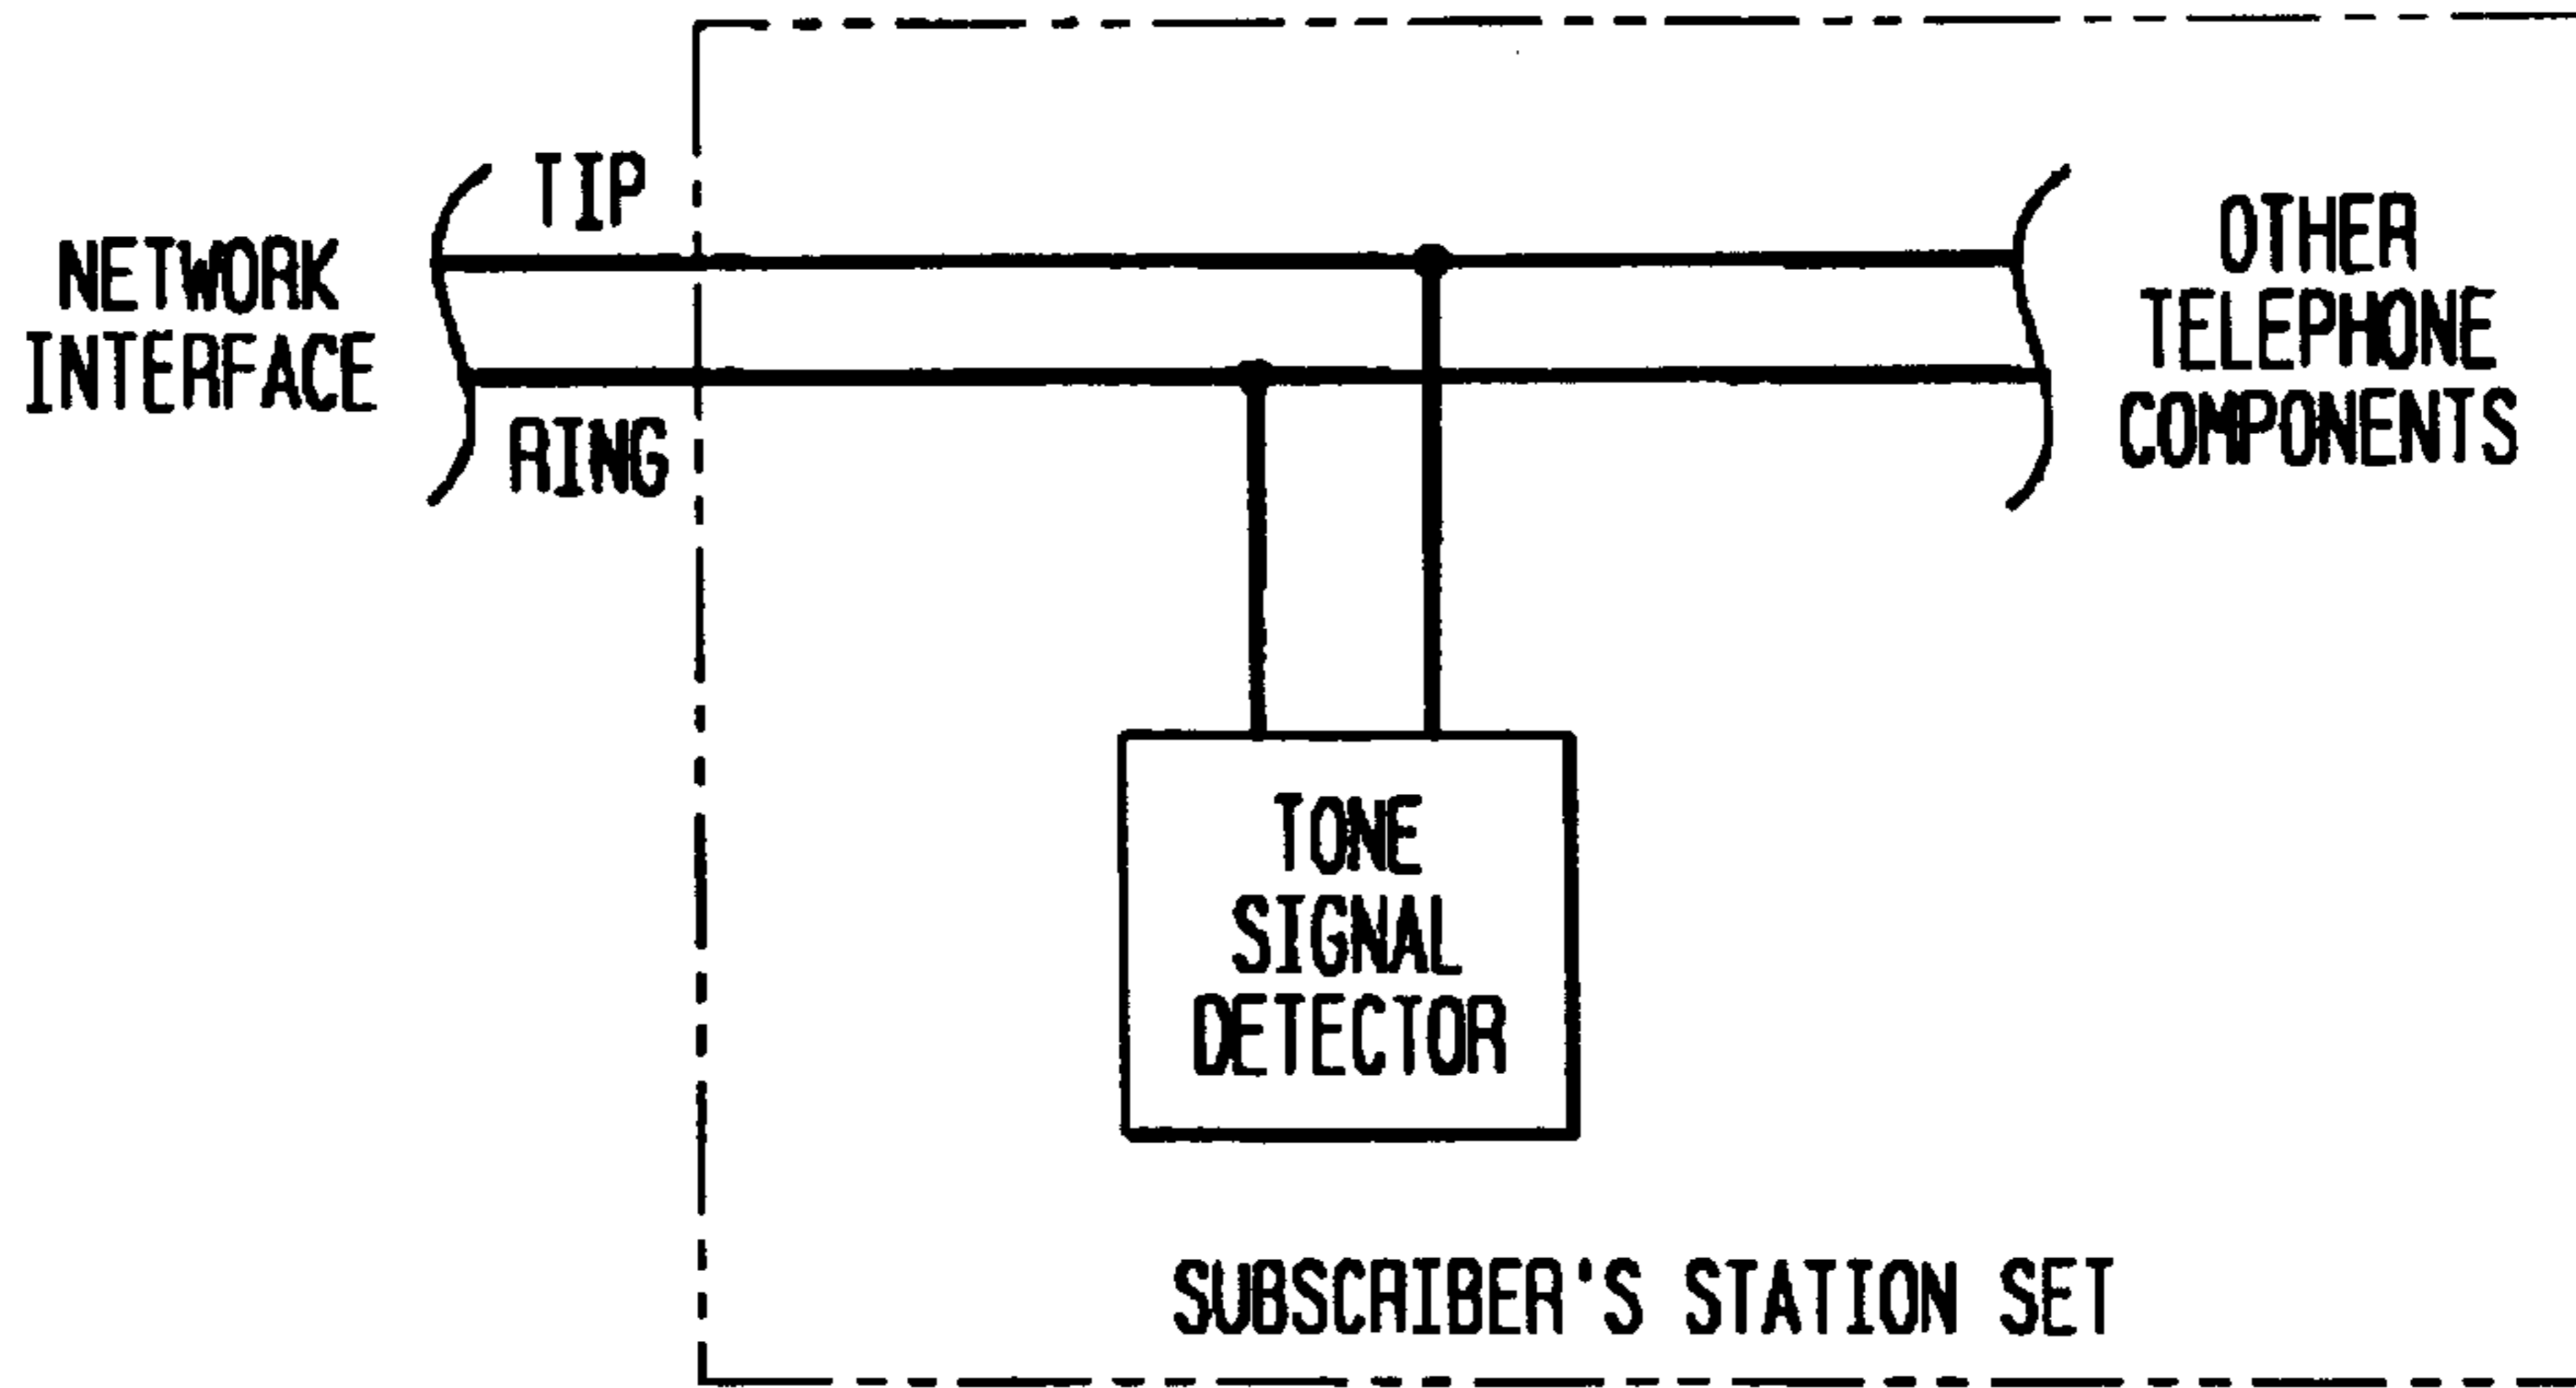 TIP
NETWORK
INTERFACE
RING
OTHER
TELEPHONE
COMPONENTS
TONE
SIGNAL
DETECTOR
SUBSCRIBER'S STATION SET